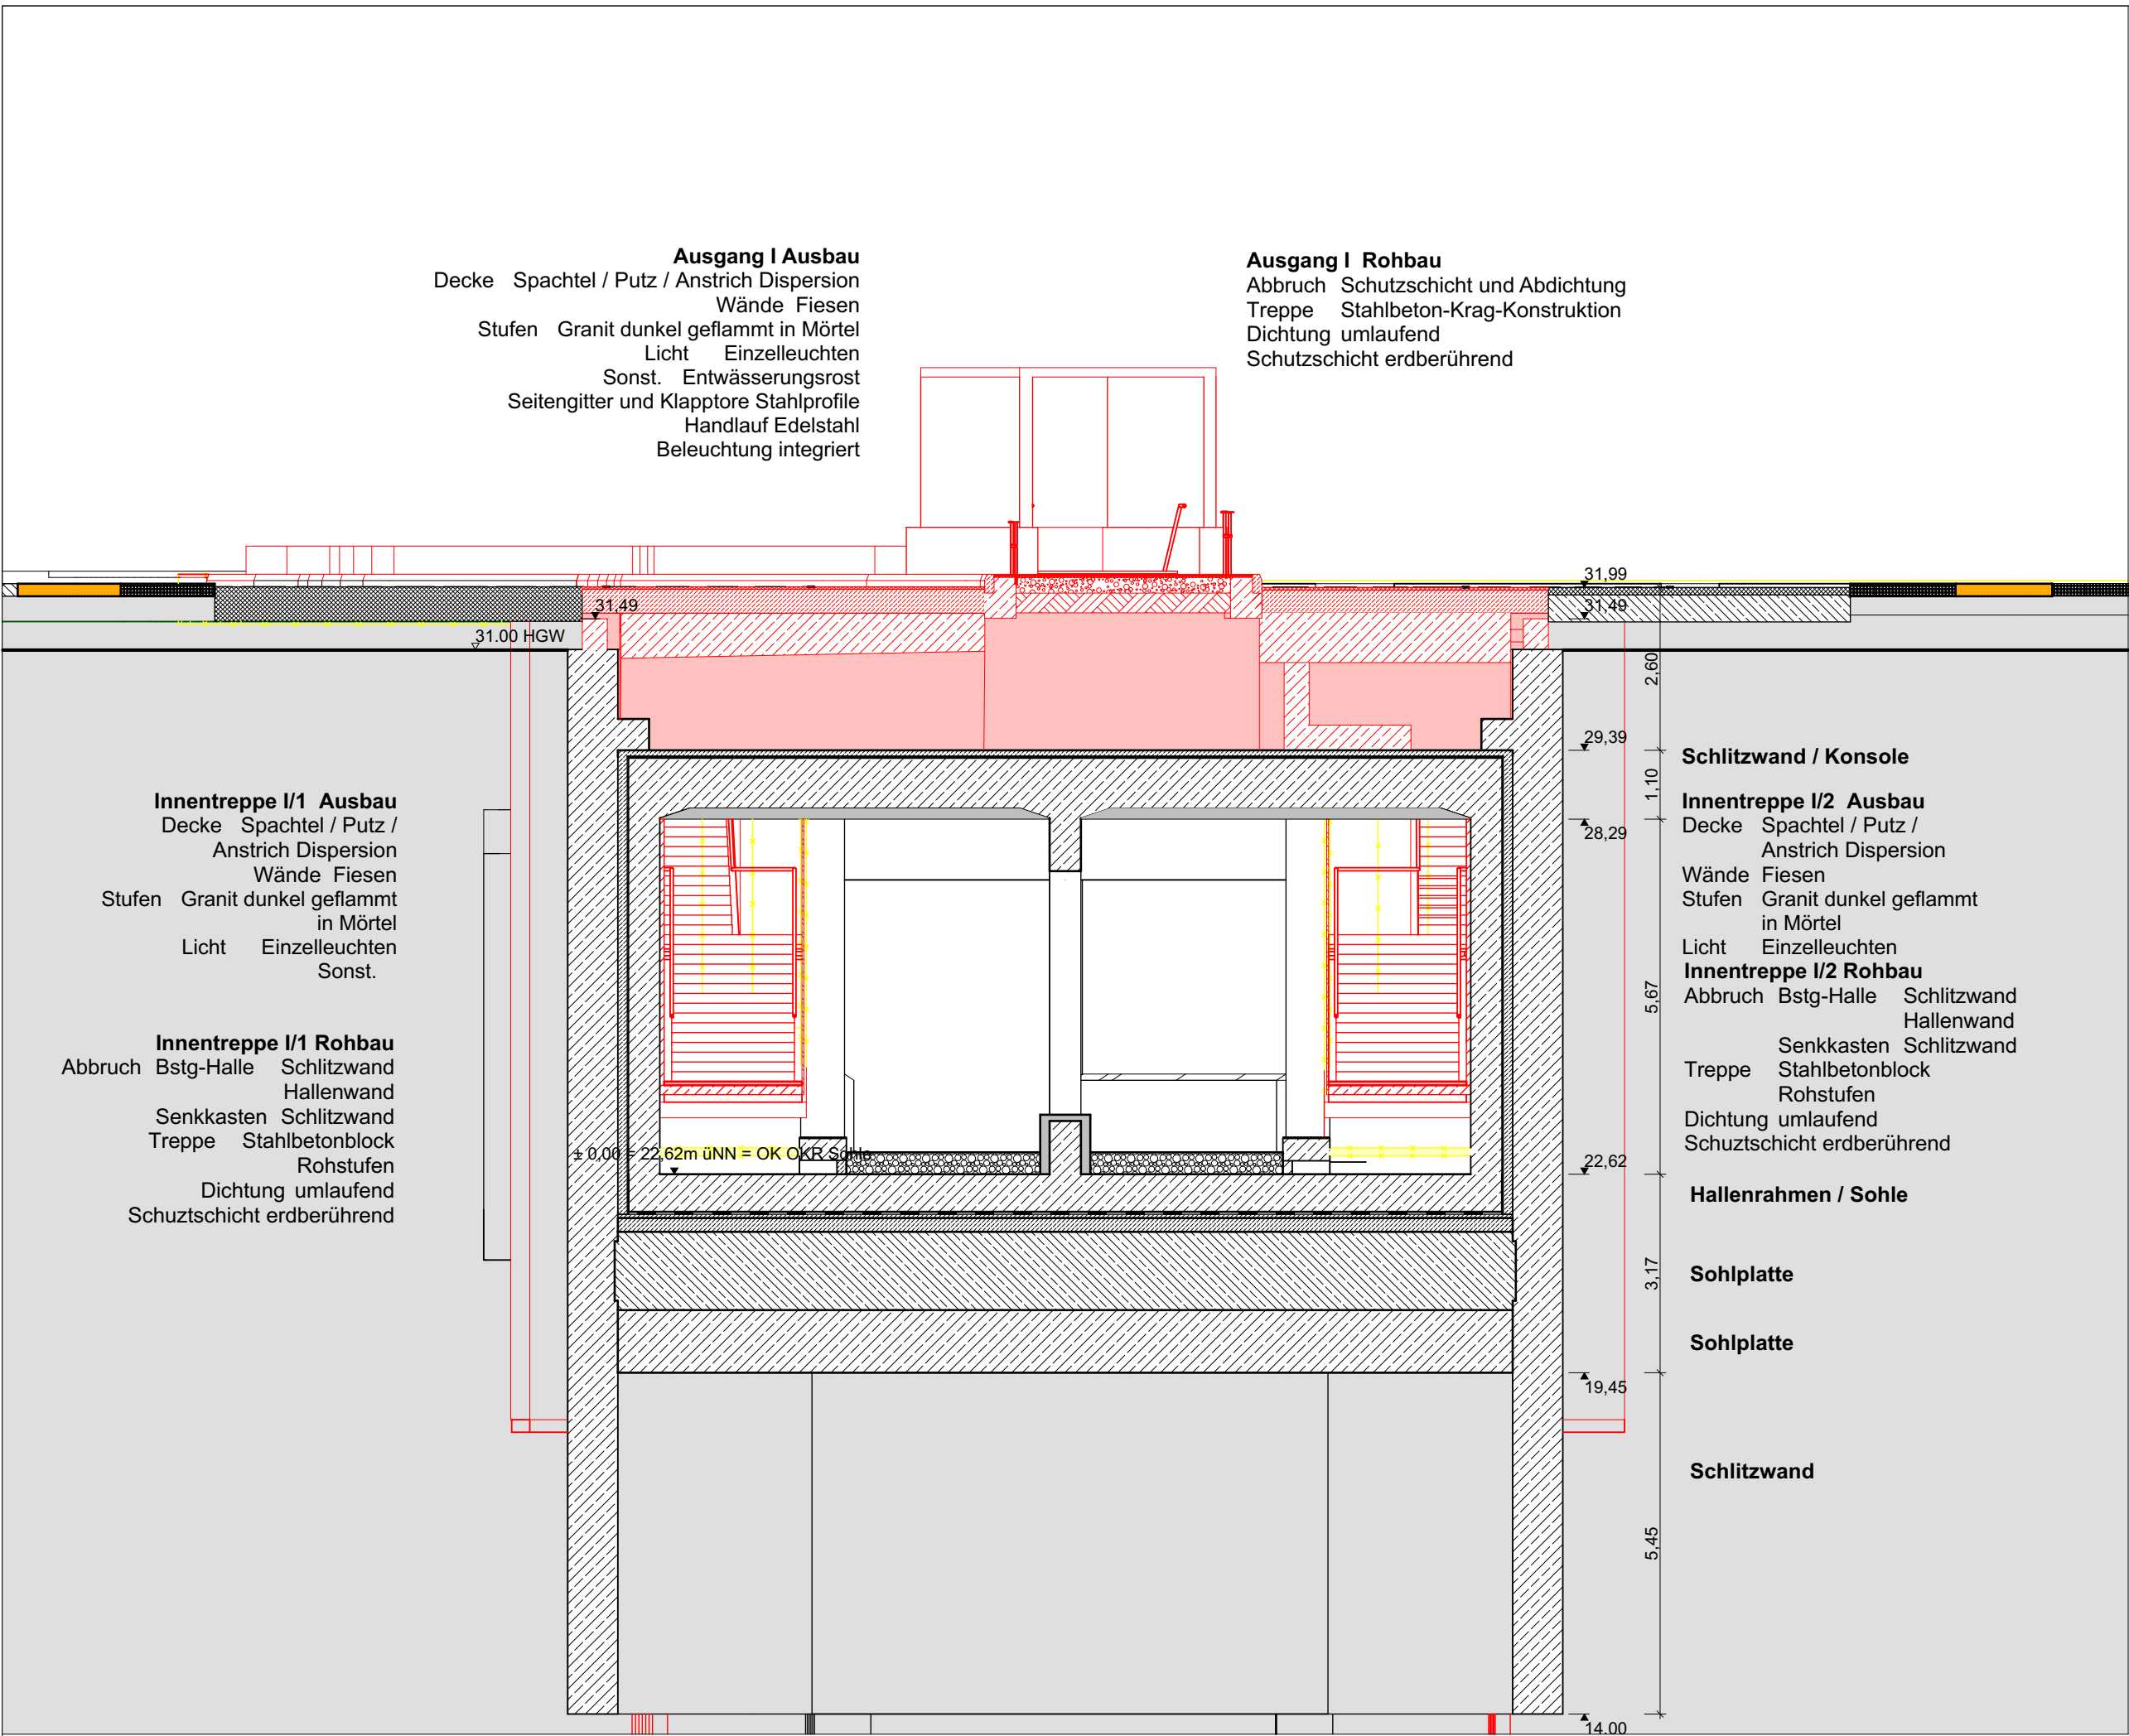 Ausgang I Ausbau
Decke Spachtel / Putz / Anstrich Dispersion
Wände Fiesen
Stufen Granit dunkel geflammt in Mörtel
Licht Einzelleuchten
Sonst. Entwässerungsrost
Seitengitter und Klapptore Stahlprofile
Handlauf Edelstahl
Beleuchtung integriert
Ausgang I Rohbau
Abbruch Schutzschicht und Abdichtung
Treppe Stahlbeton-Krag-Konstruktion
Dichtung umlaufend
Schutzschicht erdberührend
31,99
31,49
31,49
31.00 HGW
2,60
29,39
1,10
28,29
5,67
22,62
3,17
19,45
5,45
14.00
± 0,00 = 22,62m üNN = OK OKR Sohle
Innentreppe I/1 Ausbau
Decke Spachtel / Putz /
Anstrich Dispersion
Wände Fiesen
Stufen Granit dunkel geflammt
in Mörtel
Licht Einzelleuchten
Sonst.
Innentreppe I/1 Rohbau
Abbruch Bstg-Halle Schlitzwand
Hallenwand
Senkkasten Schlitzwand
Treppe Stahlbetonblock
Rohstufen
Dichtung umlaufend
Schuztschicht erdberührend
Schlitzwand / Konsole
Innentreppe I/2 Ausbau
Decke Spachtel / Putz /
Anstrich Dispersion
Wände Fiesen
Stufen Granit dunkel geflammt
in Mörtel
Licht Einzelleuchten
Innentreppe I/2 Rohbau
Abbruch Bstg-Halle Schlitzwand
Hallenwand
Senkkasten Schlitzwand
Treppe Stahlbetonblock
Rohstufen
Dichtung umlaufend
Schuztschicht erdberührend
Hallenrahmen / Sohle
Sohlplatte
Sohlplatte
Schlitzwand